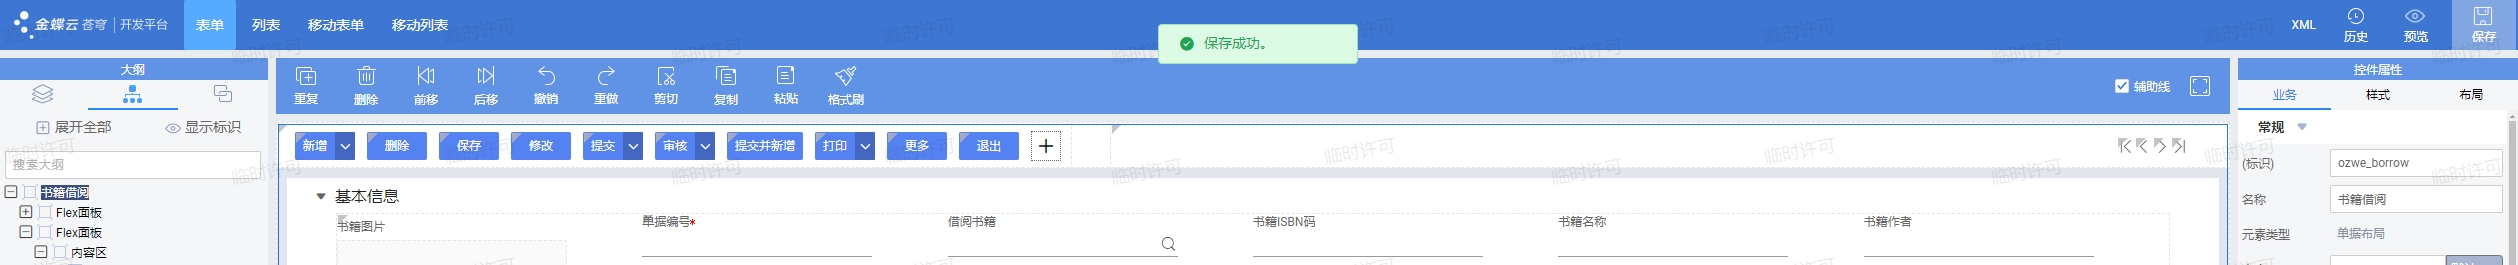 金蝶云 苍穹 | 开发平台 表单 列表 移动表单 移动列表 保存成功。 XML 历史 预览 保存
大纲 控件属性
重复 删除 前移 后移 撤销 重做 剪切 复制 粘贴 格式刷 辅助线 业务 样式 布局
展开全部 显示标识 常规
新增 删除 保存 修改 提交 审核 提交并新增 打印 更多 退出
搜索大纲 (标识) ozwe_borrow
书籍借阅 基本信息 名称 书籍借阅
Flex面板 书籍图片 单据编号* 借阅书籍 书籍ISBN码 书籍名称 书籍作者
Flex面板 元素类型 单据布局
内容区
临时许可